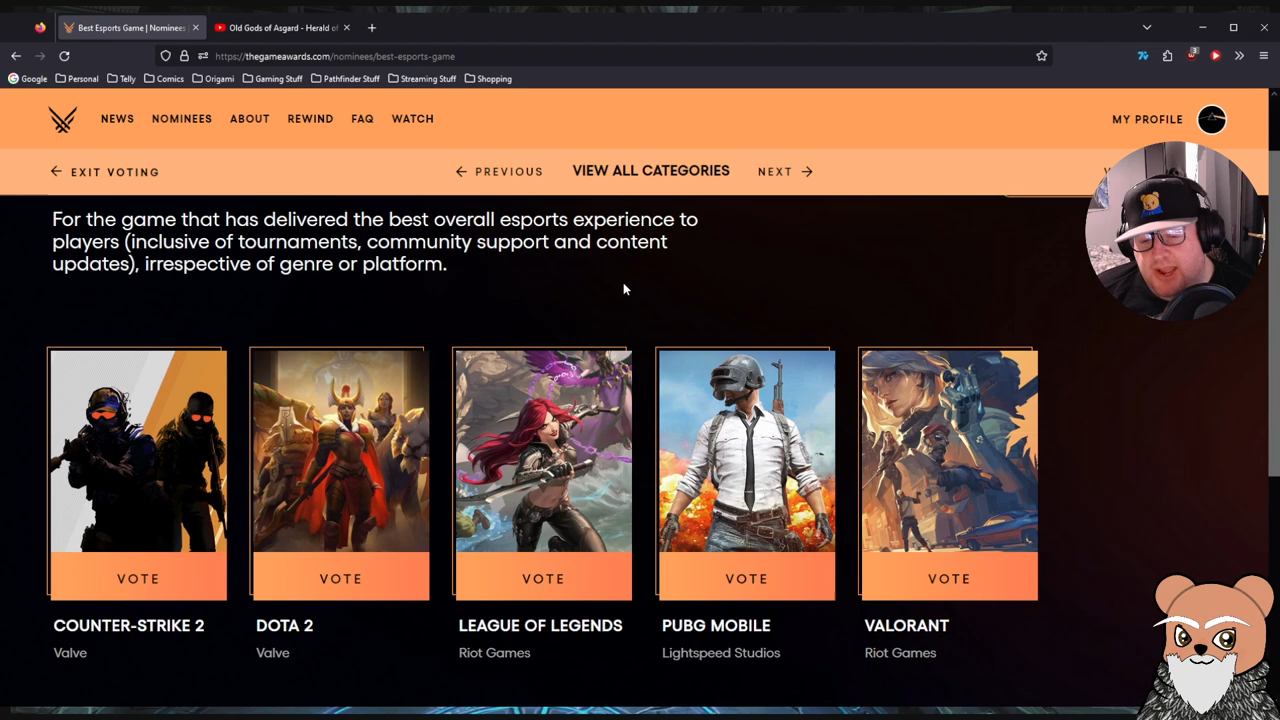 Best Esports Game | Nominees
Old Gods of Asgard - Herald of
https://thegameawards.com/nominees/best-esports-game
3
Google Personal Telly Comics Origami Gaming Stuff Pathfinder Stuff Streaming Stuff Shopping
NEWS NOMINEES ABOUT REWIND FAQ WATCH MY PROFILE
EXIT VOTING PREVIOUS VIEW ALL CATEGORIES NEXT
For the game that has delivered the best overall esports experience to
players (inclusive of tournaments, community support and content
updates), irrespective of genre or platform.
VOTE VOTE VOTE VOTE VOTE
COUNTER-STRIKE 2 DOTA 2 LEAGUE OF LEGENDS PUBG MOBILE VALORANT
Valve Valve Riot Games Lightspeed Studios Riot Games